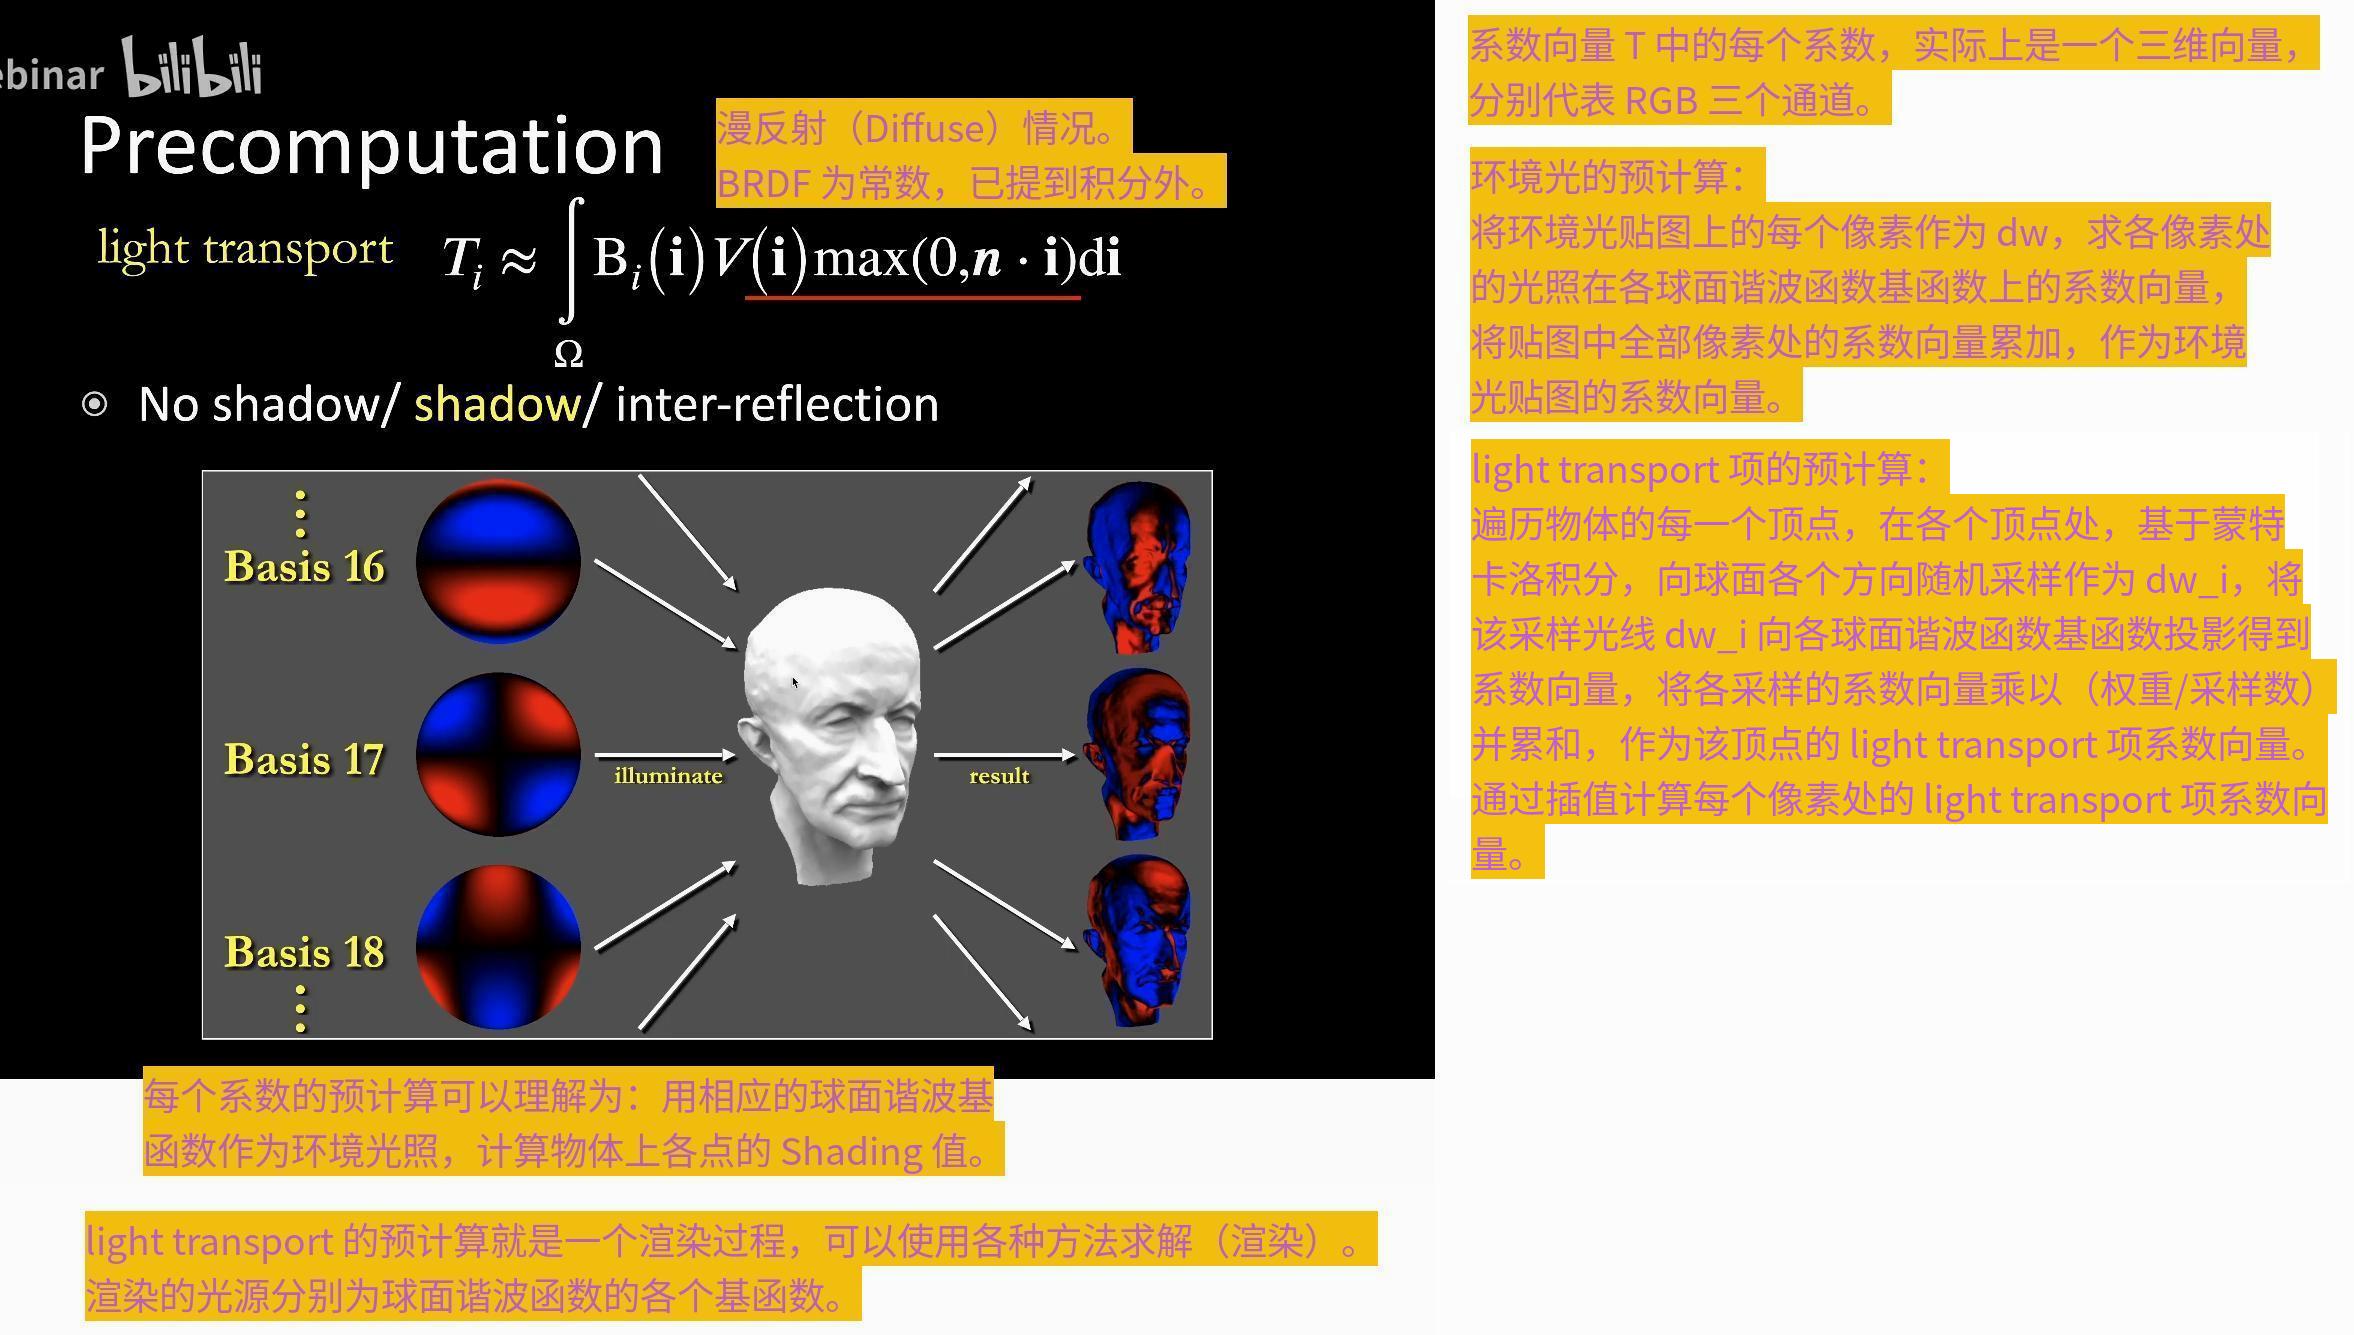 ebinar bilibili
Precomputation
漫反射（Diffuse）情况。
BRDF 为常数，已提到积分外。
light transport T_i ≈ ∫_Ω B_i(i)V(i)max(0,n · i)di
No shadow/ shadow/ inter-reflection
Basis 16
Basis 17
illuminate
result
Basis 18
每个系数的预计算可以理解为：用相应的球面谐波基
函数作为环境光照，计算物体上各点的 Shading 值。
light transport 的预计算就是一个渲染过程，可以使用各种方法求解（渲染）。
渲染的光源分别为球面谐波函数的各个基函数。
系数向量 T 中的每个系数，实际上是一个三维向量，
分别代表 RGB 三个通道。
环境光的预计算：
将环境光贴图上的每个像素作为 dw，求各像素处
的光照在各球面谐波函数基函数上的系数向量，
将贴图中全部像素处的系数向量累加，作为环境
光贴图的系数向量。
light transport 项的预计算：
遍历物体的每一个顶点，在各个顶点处，基于蒙特
卡洛积分，向球面各个方向随机采样作为 dw_i，将
该采样光线 dw_i 向各球面谐波函数基函数投影得到
系数向量，将各采样的系数向量乘以（权重/采样数）
并累和，作为该顶点的 light transport 项系数向量。
通过插值计算每个像素处的 light transport 项系数向
量。